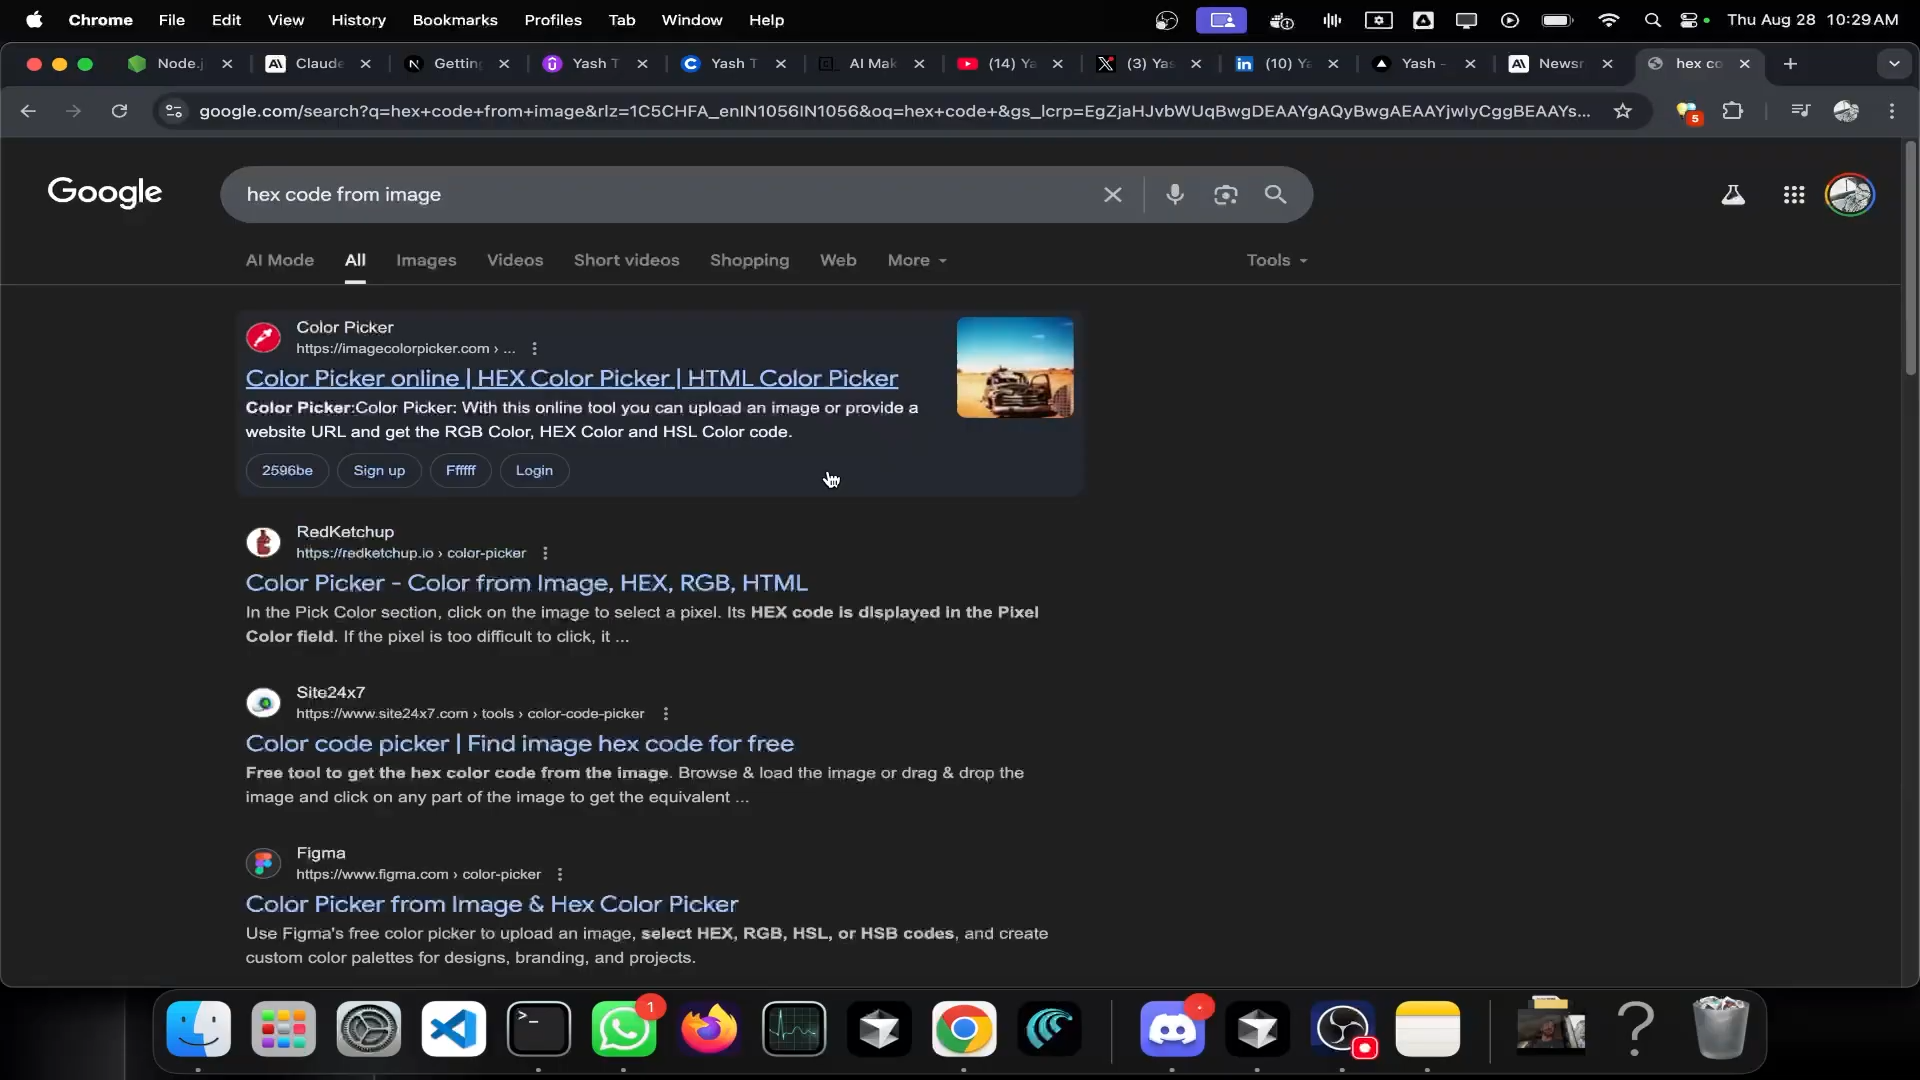 Chrome File Edit View History Bookmarks Profiles Tab Window Help Thu Aug 28 10:29 AM
Node.j Claude Getting Yash T Yash T AI Mak (14) Ya (3) Yas (10) Ya Yash - Newsr hex co
google.com/search?q=hex+code+from+image&rlz=1C5CHFA_enIN1056IN1056&oq=hex+code+&gs_lcrp=EgZjaHJvbWUqBwgDEAAYgAQyBwgAEAAYjwIyCggBEAAYs... 5
Google
hex code from image
AI Mode All Images Videos Short videos Shopping Web More Tools
Color Picker
https://imagecolorpicker.com › ...
Color Picker online | HEX Color Picker | HTML Color Picker
Color Picker:Color Picker: With this online tool you can upload an image or provide a
website URL and get the RGB Color, HEX Color and HSL Color code.
2596be Sign up Ffffff Login
RedKetchup
https://redketchup.io › color-picker
Color Picker - Color from Image, HEX, RGB, HTML
In the Pick Color section, click on the image to select a pixel. Its HEX code is displayed in the Pixel
Color field. If the pixel is too difficult to click, it ...
Site24x7
https://www.site24x7.com › tools › color-code-picker
Color code picker | Find image hex code for free
Free tool to get the hex color code from the image. Browse & load the image or drag & drop the
image and click on any part of the image to get the equivalent ...
Figma
https://www.figma.com › color-picker
Color Picker from Image & Hex Color Picker
Use Figma's free color picker to upload an image, select HEX, RGB, HSL, or HSB codes, and create
custom color palettes for designs, branding, and projects.
1